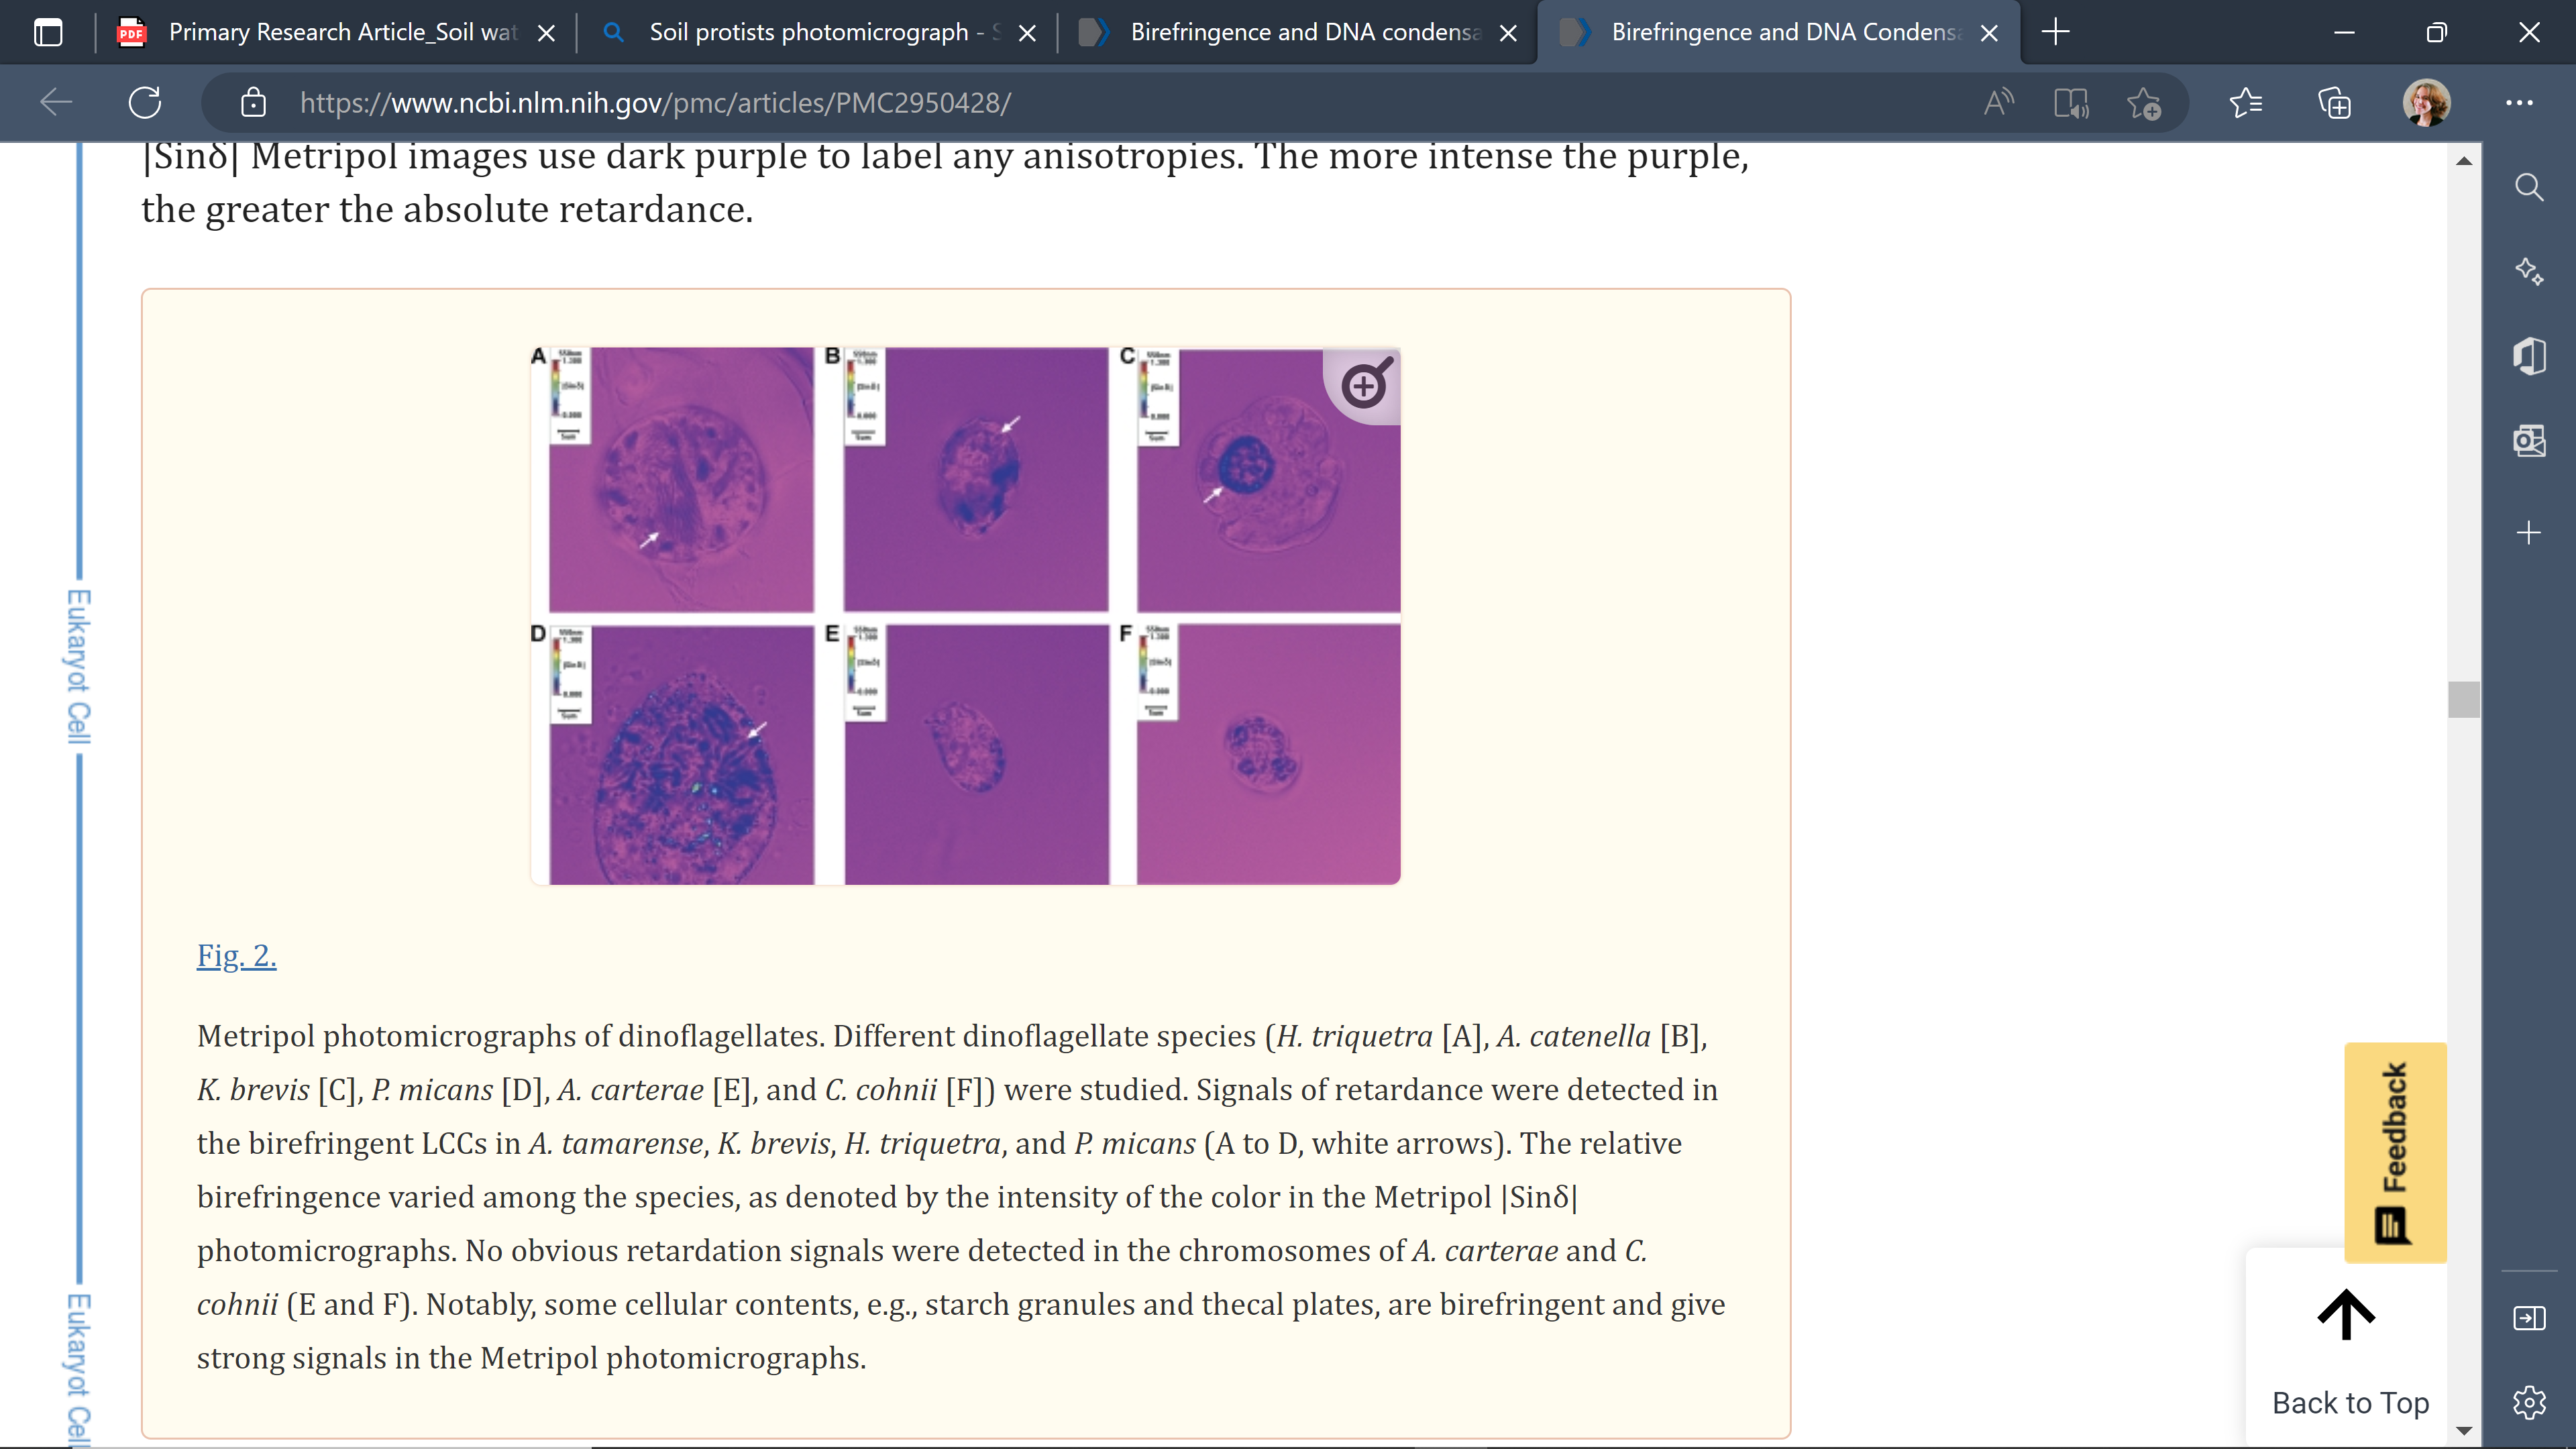 Primary Research Article_Soil wat
Soil protists photomicrograph -
Birefringence and DNA condensa
Birefringence and DNA Condensa
https://www.ncbi.nlm.nih.gov/pmc/articles/PMC2950428/
|Sinδ| Metripol images use dark purple to label any anisotropies. The more intense the purple,
the greater the absolute retardance.
Eukaryot Cell
Eukaryot Cell
A
B
C
D
E
F
Fig. 2.
Metripol photomicrographs of dinoflagellates. Different dinoflagellate species (H. triquetra [A], A. catenella [B],
K. brevis [C], P. micans [D], A. carterae [E], and C. cohnii [F]) were studied. Signals of retardance were detected in
the birefringent LCCs in A. tamarense, K. brevis, H. triquetra, and P. micans (A to D, white arrows). The relative
birefringence varied among the species, as denoted by the intensity of the color in the Metripol |Sinδ|
photomicrographs. No obvious retardation signals were detected in the chromosomes of A. carterae and C.
cohnii (E and F). Notably, some cellular contents, e.g., starch granules and thecal plates, are birefringent and give
strong signals in the Metripol photomicrographs.
Feedback
Back to Top